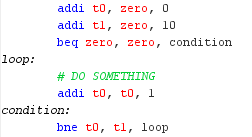 addi t0, zero, 0
addi t1, zero, 10
beq zero, zero, condition
loop:
# DO SOMETHING
addi t0, t0, 1
condition:
bne t0, t1, loop